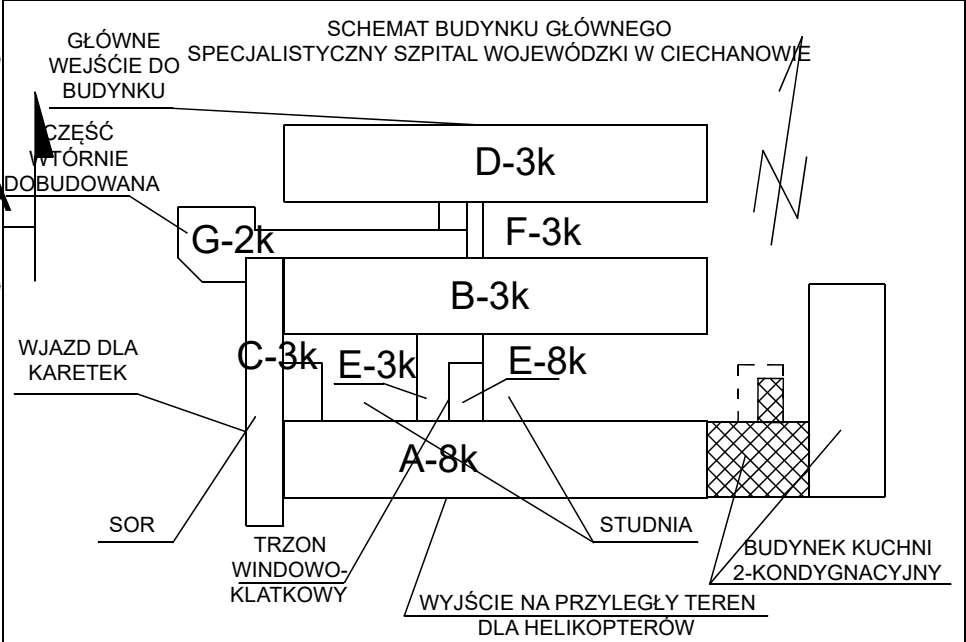 SCHEMAT BUDYNKU GŁÓWNEGO
SPECJALISTYCZNY SZPITAL WOJEWÓDZKI W CIECHANOWIE
GŁÓWNE
WEJŚCIE DO
BUDYNKU
CZĘŚĆ
WTÓRNIE
DOBUDOWANA
A
D-3k
G-2k
F-3k
B-3k
WJAZD DLA
KARETEK
C-3k
E-3k
E-8k
A-8k
SOR
TRZON
WINDOWO-
KLATKOWY
STUDNIA
BUDYNEK KUCHNI
2-KONDYGNACYJNY
WYJŚCIE NA PRZYLEGŁY TEREN
DLA HELIKOPTERÓW